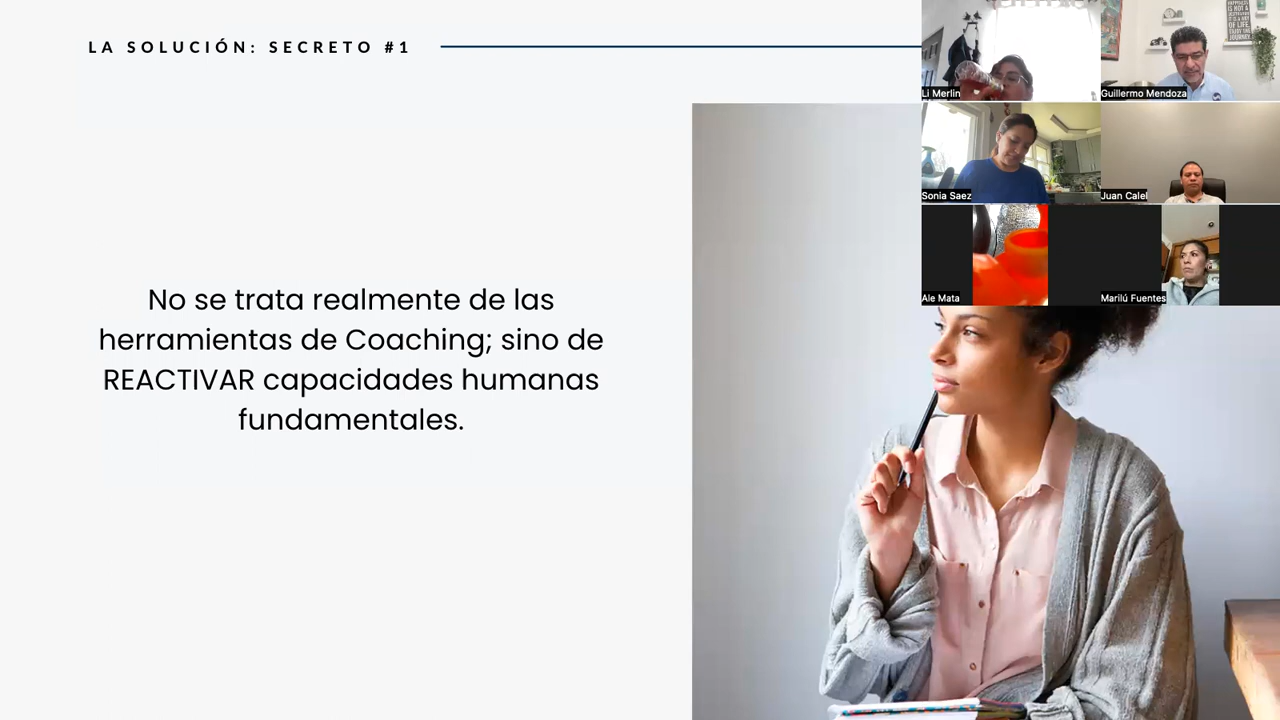 LA SOLUCIÓN: SECRETO #1
No se trata realmente de las
herramientas de Coaching; sino de
REACTIVAR capacidades humanas
fundamentales.
Li Merlin
Guillermo Mendoza
Sonia Saez
Juan Calel
Ale Mata
Marilú Fuentes